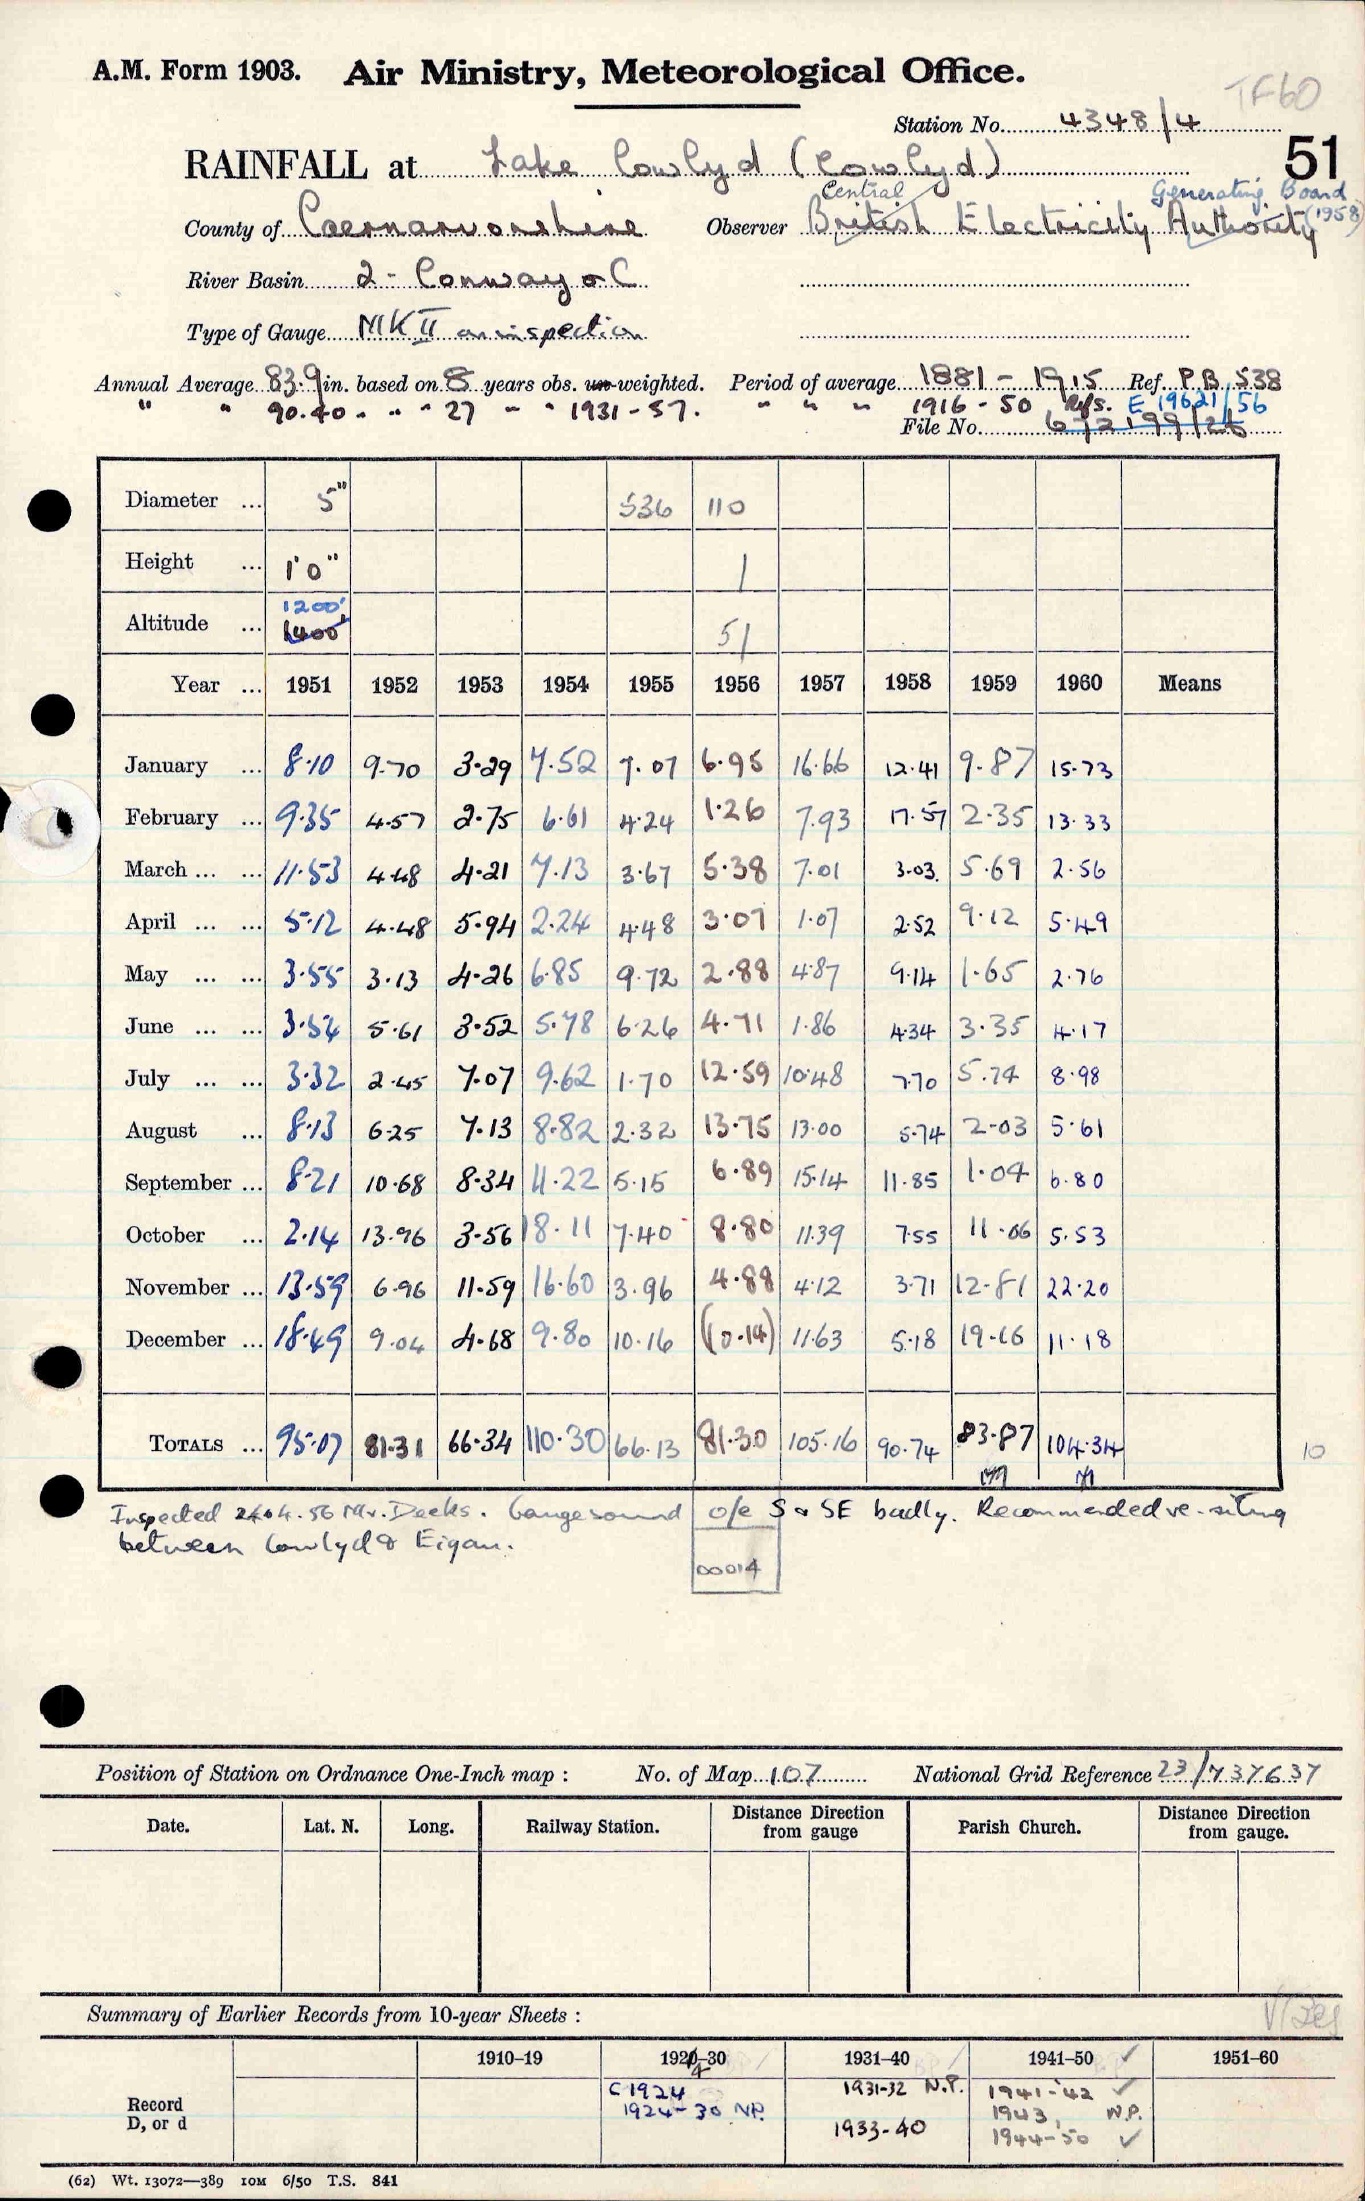 A.M. Form 1903. Air Ministry, Meteorological Office.
TF60
Station No. 4348/4
51
RAINFALL at Lake Cowlyd (Cowlyd)
Central Generating Board (1958)
County of Caernarvonshire Observer British Electricity Authority
River Basin 2 - Conway & C
Type of Gauge MK II on inspection
Annual Average 83.9 in. based on 8 years obs. un-weighted. Period of average 1881 - 1915 Ref. P.B. 538
" " 90.40 " " " 27 " " 1931-57. " " " 1916 - 50 Refs. E 19621/56
File No.
Diameter ... 5" 536 110
Height ... 1'0" 1
Altitude ... 1200' 1400' 51
Year ... 1951 1952 1953 1954 1955 1956 1957 1958 1959 1960 Means
January ... 8.10 9.70 3.29 7.52 7.07 6.95 16.66 12.41 9.87 15.73
February ... 9.35 4.57 2.75 6.61 4.24 1.26 7.93 17.57 2.35 13.33
March ... ... 11.53 4.48 4.21 7.13 3.67 5.38 7.01 3.03. 5.69 2.56
April ... ... 5.12 4.48 5.94 2.24 4.48 3.07 1.07 2.52 9.12 5.49
May ... ... 3.55 3.13 4.26 6.85 9.72 2.88 4.87 9.14 1.65 2.76
June ... ... 3.54 5.61 3.52 5.78 6.26 4.71 1.86 4.34 3.35 4.17
July ... ... 3.32 2.45 7.07 9.62 1.70 12.59 10.48 7.70 5.74 8.98
August ... 8.13 6.25 7.13 8.82 2.32 13.75 13.00 5.74 2.03 5.61
September ... 8.21 10.68 8.34 11.22 5.15 6.89 15.14 11.85 1.04 6.80
October ... 2.14 13.96 3.56 18.11 7.40 8.80 11.39 7.55 11.06 5.53
November ... 13.59 6.96 11.59 16.60 3.96 4.88 4.12 3.71 12.81 22.20
December ... 18.49 9.04 4.68 9.80 10.16 (10.14) 11.63 5.18 19.16 11.18
TOTALS ... 95.07 81.31 66.34 110.30 66.13 81.30 105.16 90.74 83.87 104.34
10
Inspected 24.4.56 Mr. Deeks. Gauge sound o/e S & SE badly. Recommended re-siting
between Cowlyd & Eigau.
00014
Position of Station on Ordnance One-Inch map : No. of Map 107 National Grid Reference 23/737637
Date. Lat. N. Long. Railway Station. Distance from gauge Direction Parish Church. Distance from gauge. Direction
Summary of Earlier Records from 10-year Sheets :
1910–19 1920–30 1931–40 1941–50 ✓ 1951–60
4
Record C 1924 1931-32 N.P. 1941-42 ✓
D, or d 1924-30 N.P. 1933-40 1943, N.P.
1944-50 ✓
(62) Wt. 13072—389 10M 6/50 T.S. 841